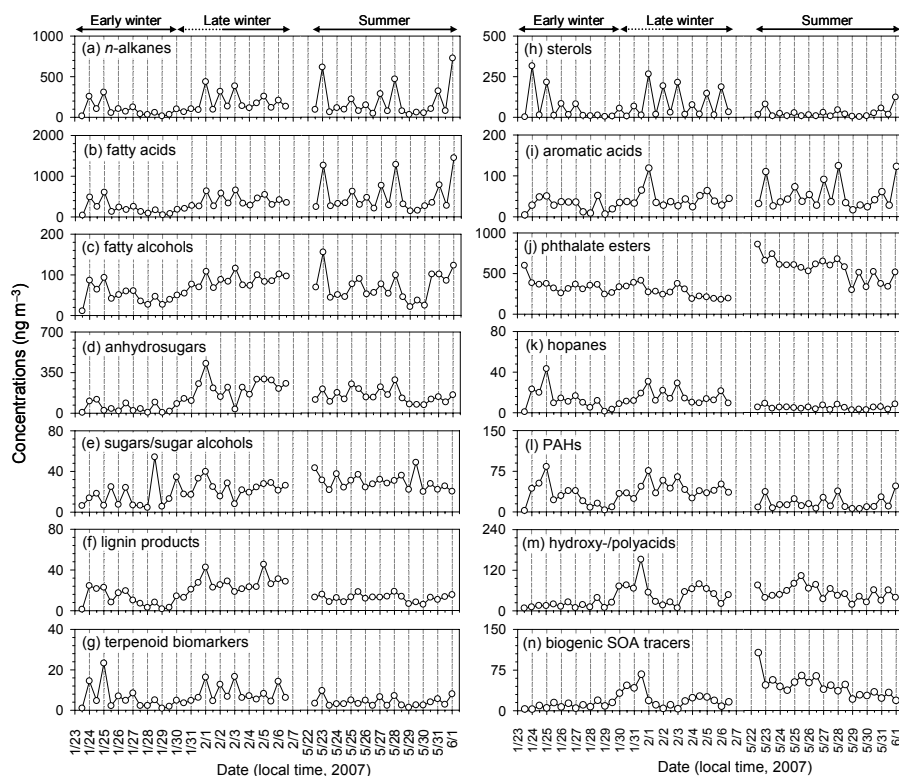 Early winter Late winter Summer
Early winter Late winter Summer
Concentrations (ng m⁻³)
(a) n-alkanes
1000
500
0
(b) fatty acids
2000
1000
0
(c) fatty alcohols
200
100
0
(d) anhydrosugars
700
350
0
(e) sugars/sugar alcohols
80
40
0
(f) lignin products
80
40
0
(g) terpenoid biomarkers
40
20
0
1/23 1/24 1/25 1/26 1/27 1/28 1/29 1/30 1/31 2/1 2/2 2/3 2/4 2/5 2/6 2/7 5/22 5/23 5/24 5/25 5/26 5/27 5/28 5/29 5/30 5/31 6/1
Date (local time, 2007)
(h) sterols
500
250
0
(i) aromatic acids
200
100
0
(j) phthalate esters
1000
500
0
(k) hopanes
80
40
0
(l) PAHs
150
75
0
(m) hydroxy-/polyacids
240
120
0
(n) biogenic SOA tracers
150
75
0
1/23 1/24 1/25 1/26 1/27 1/28 1/29 1/30 1/31 2/1 2/2 2/3 2/4 2/5 2/6 5/22 5/23 5/24 5/25 5/26 5/27 5/28 5/29 5/30 5/31 6/1
Date (local time, 2007)